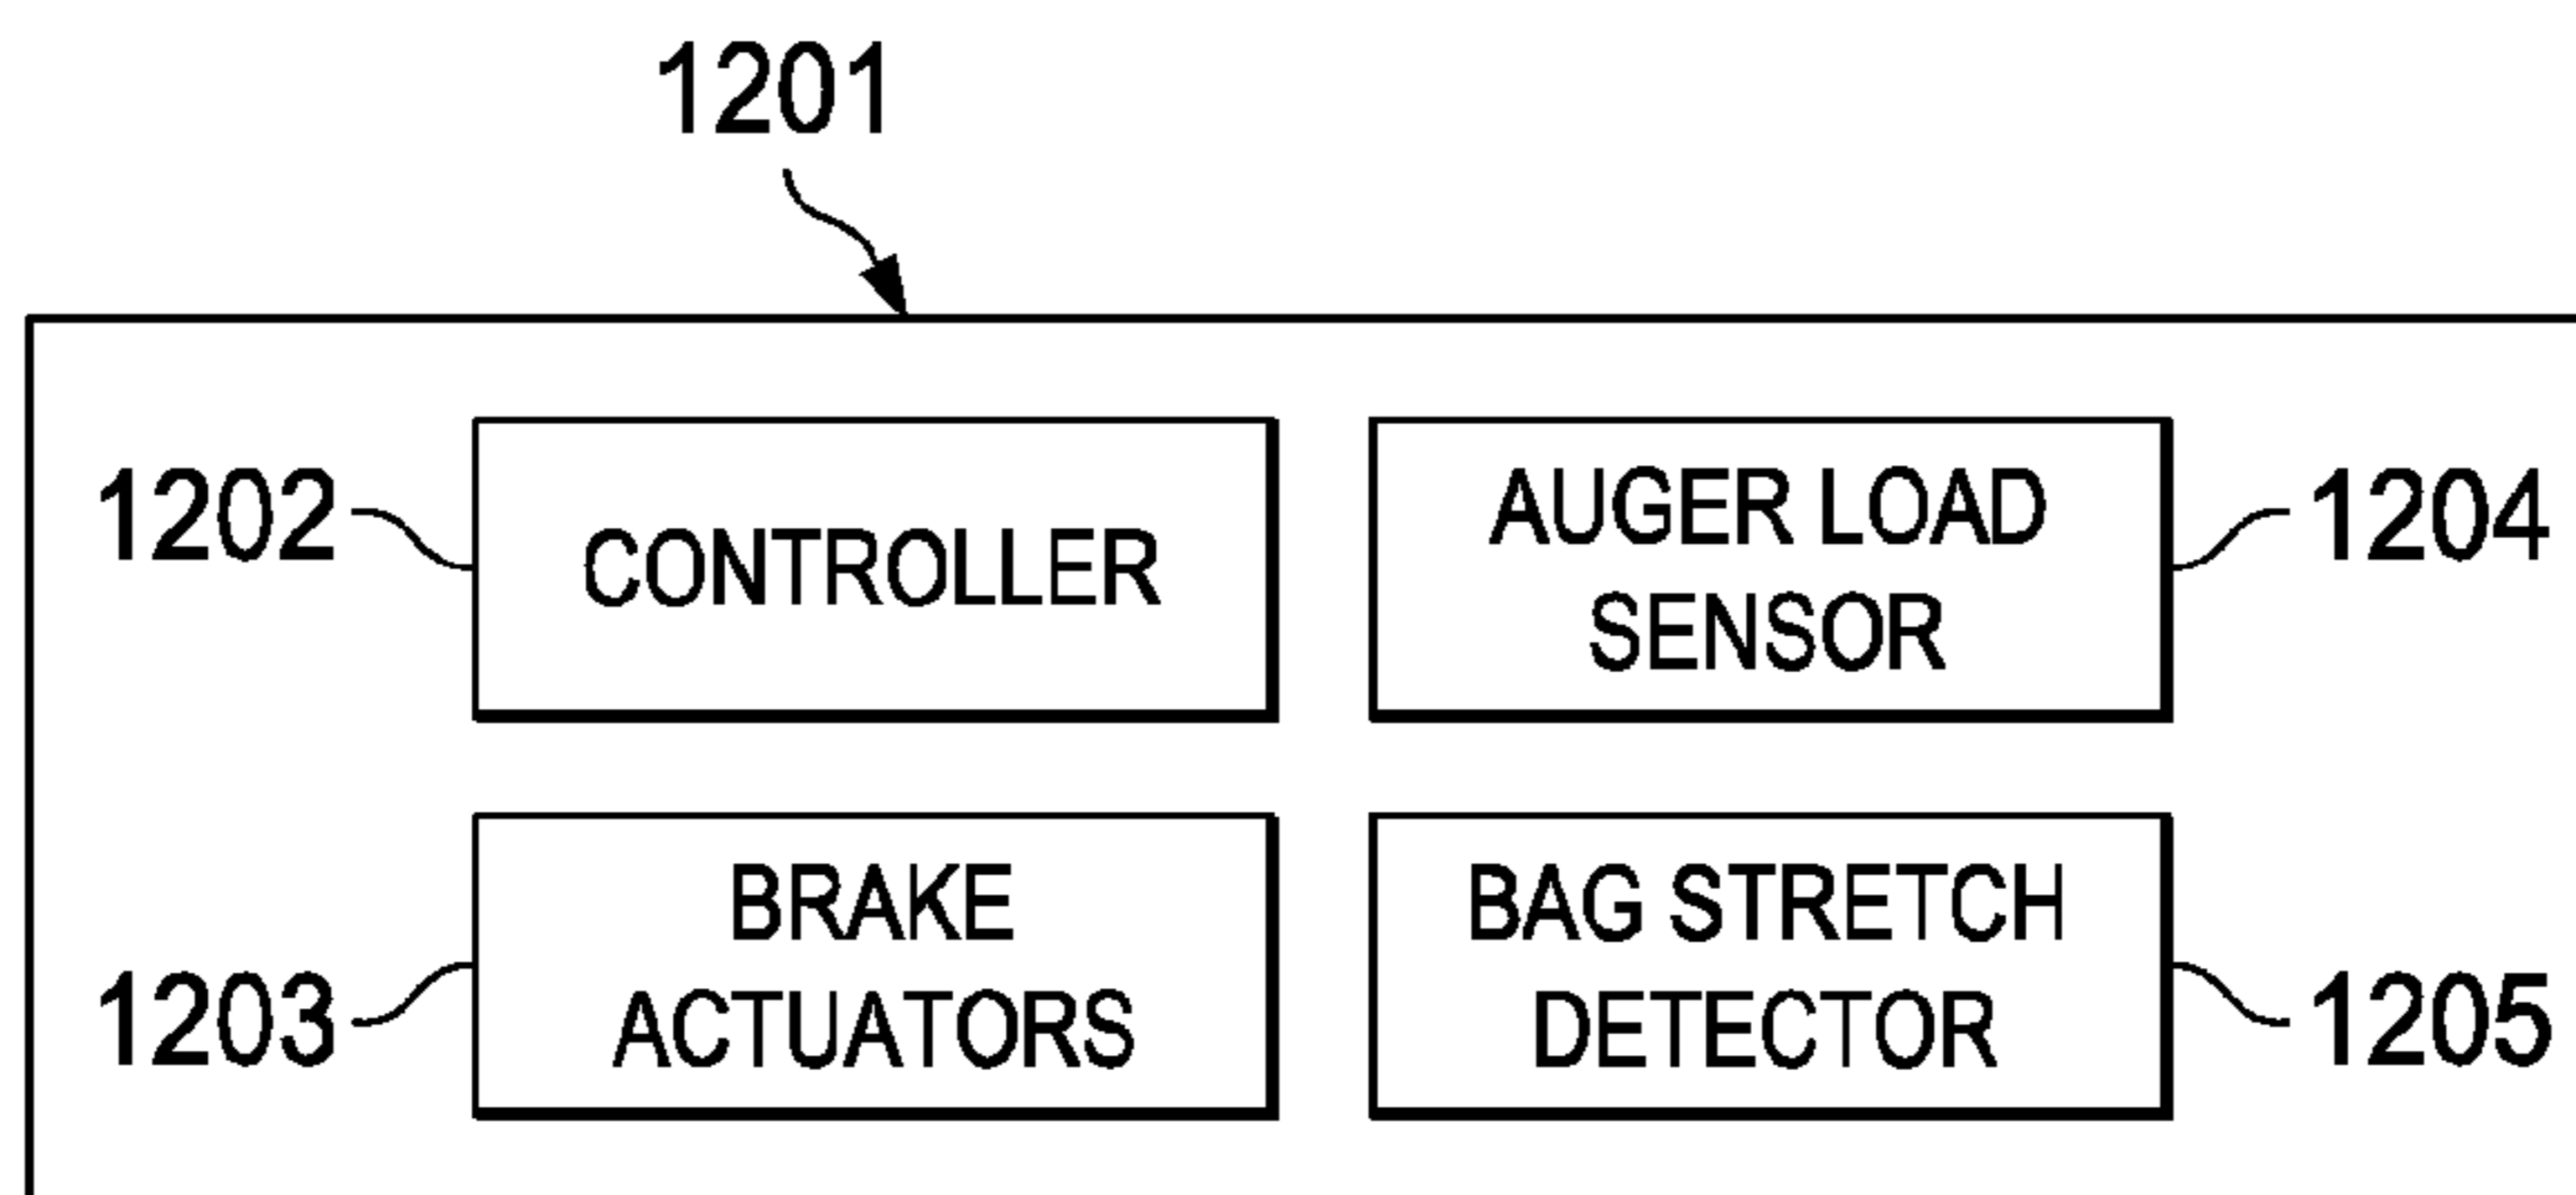 1201
1202
CONTROLLER
AUGER LOAD
SENSOR
1204
1203
BRAKE
ACTUATORS
BAG STRETCH
DETECTOR
1205